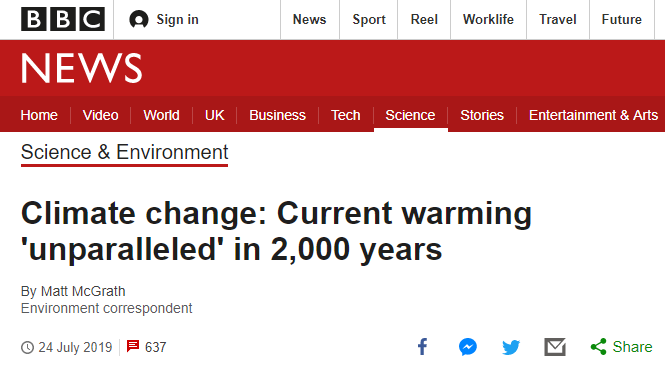 BBC Sign in News Sport Reel Worklife Travel Future
NEWS
Home Video World UK Business Tech Science Stories Entertainment & Arts
Science & Environment
Climate change: Current warming
'unparalleled' in 2,000 years
By Matt McGrath
Environment correspondent
24 July 2019 637 Share